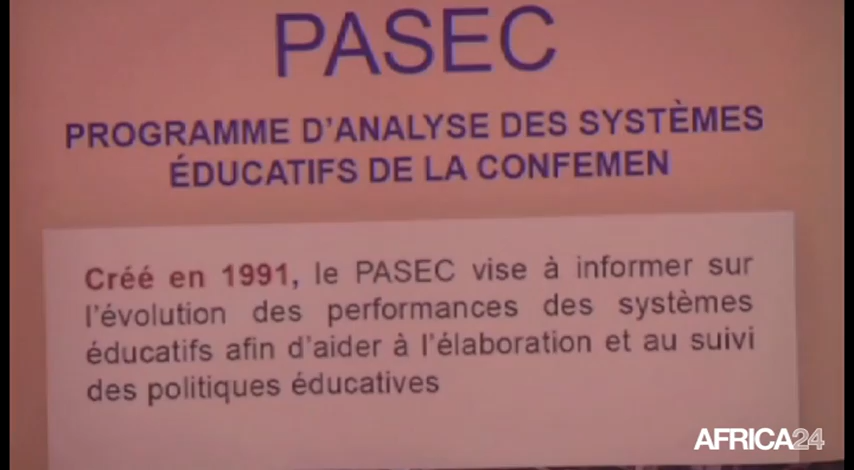 PASEC
PROGRAMME D'ANALYSE DES SYSTÈMES
ÉDUCATIFS DE LA CONFEMEN
Créé en 1991, le PASEC vise à informer sur
l'évolution des performances des systèmes
éducatifs afin d'aider à l'élaboration et au suivi
des politiques éducatives
AFRICA24